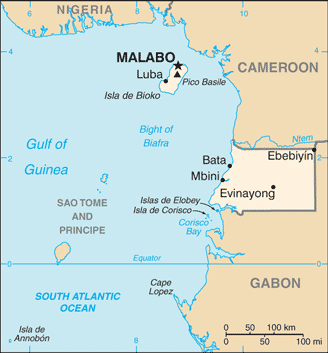 NIGERIA
6
8
10
4
MALABO
Luba
Pico Basile
Isla de Bioko
CAMEROON
Bight of
Biafra
Gulf of
Guinea
Ntem
Ebebiyin
2
Bata
Mbini
Evinayong
SAO TOME
AND
PRINCIPE
Islas de Elobey
Isla de Corisco
Corisco
Bay
Equator
0
Cape
Lopez
GABON
SOUTH ATLANTIC
OCEAN
Isla de
Annobón
0 50 100 km
0 50 100 mi